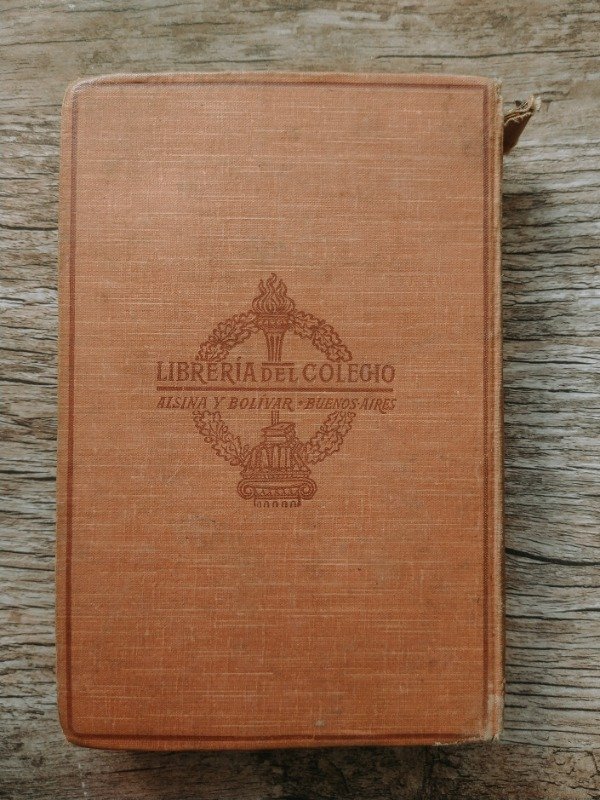 LIBRERÍA DEL COLEGIO
ALSINA Y BOLÍVAR • BUENOS AIRES